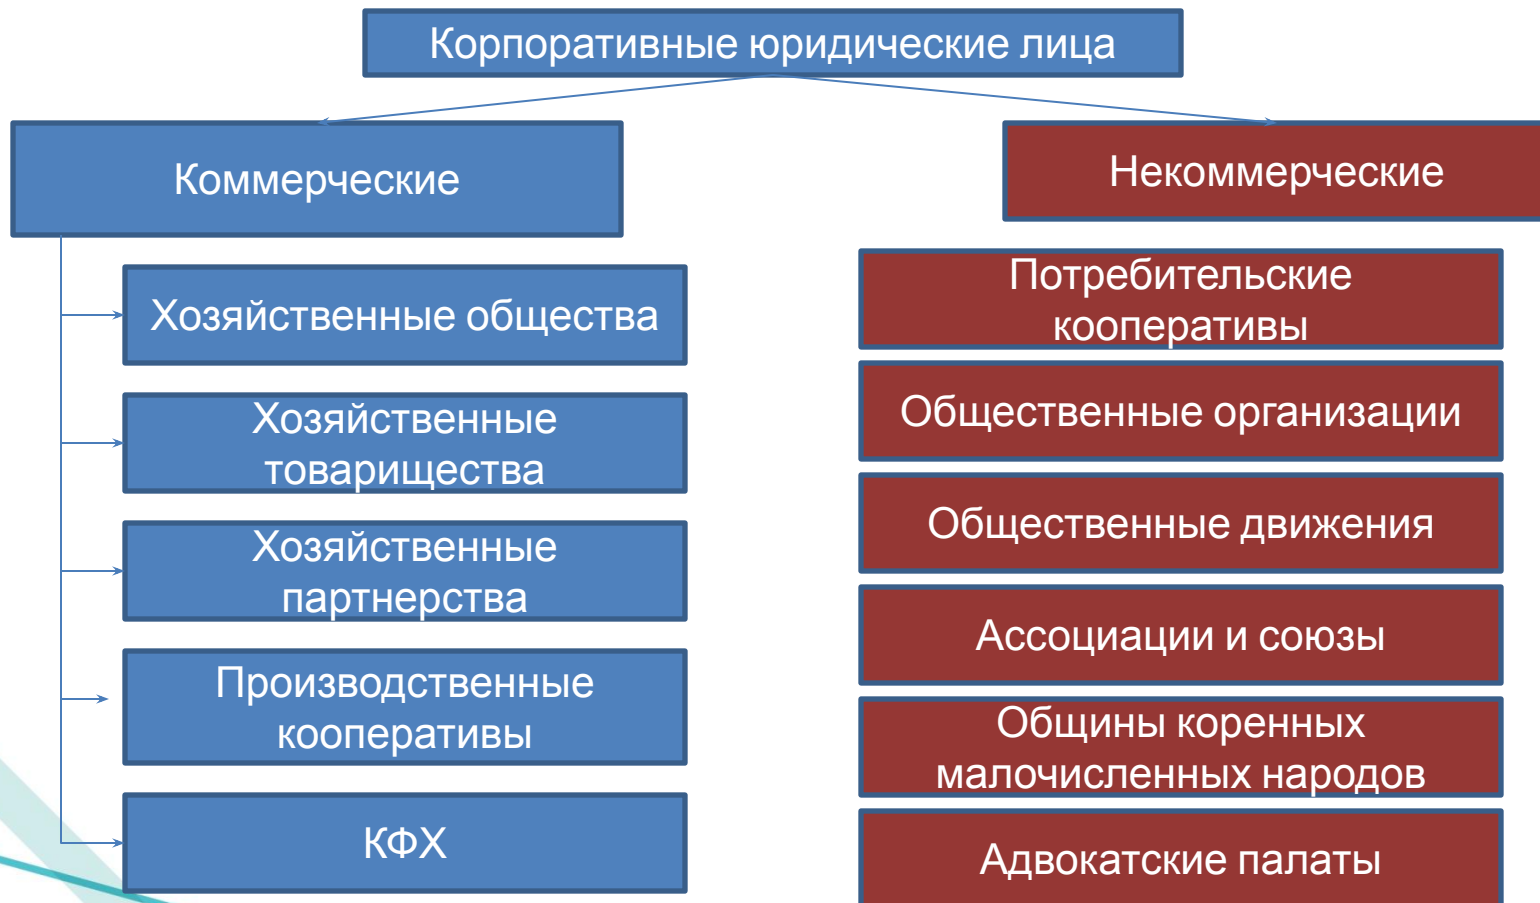 Корпоративные юридические лица
Коммерческие
Некоммерческие
Хозяйственные общества
Хозяйственные
товарищества
Хозяйственные
партнерства
Производственные
кооперативы
КФХ
Потребительские
кооперативы
Общественные организации
Общественные движения
Ассоциации и союзы
Общины коренных
малочисленных народов
Адвокатские палаты